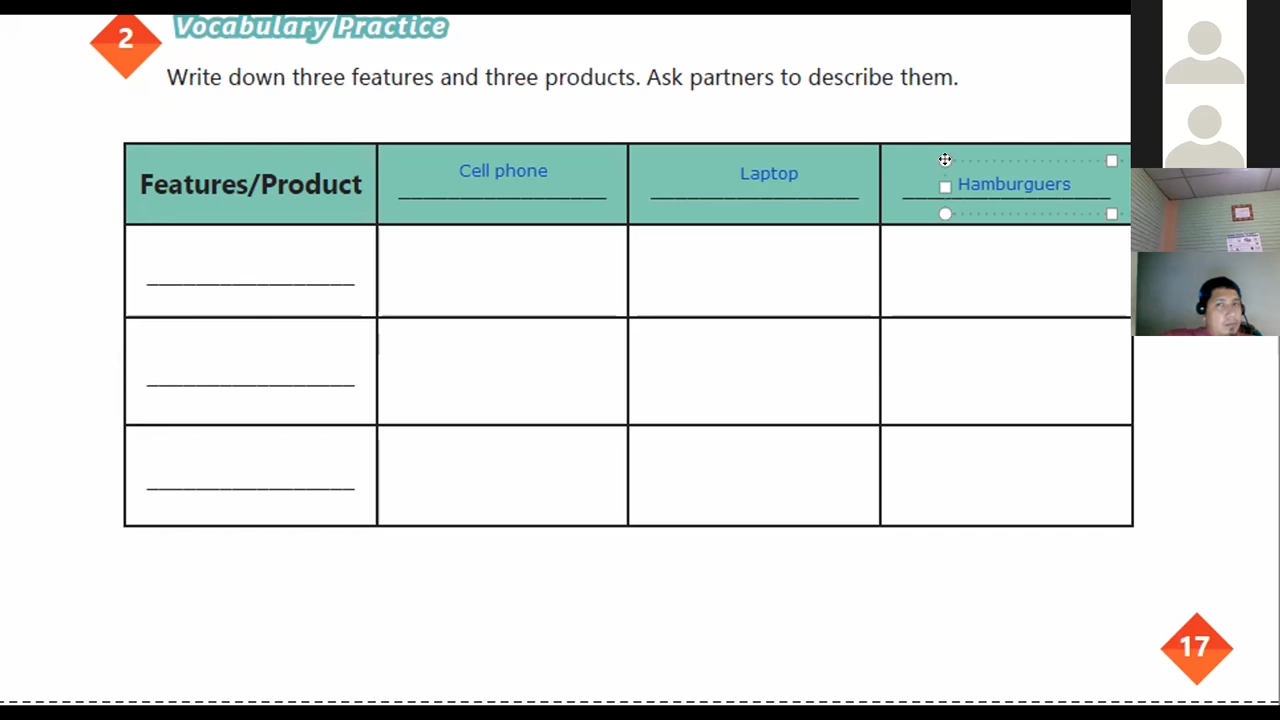 2
Vocabulary Practice
Write down three features and three products. Ask partners to describe them.
Features/Product
Cell phone
Laptop
Hamburguers
17